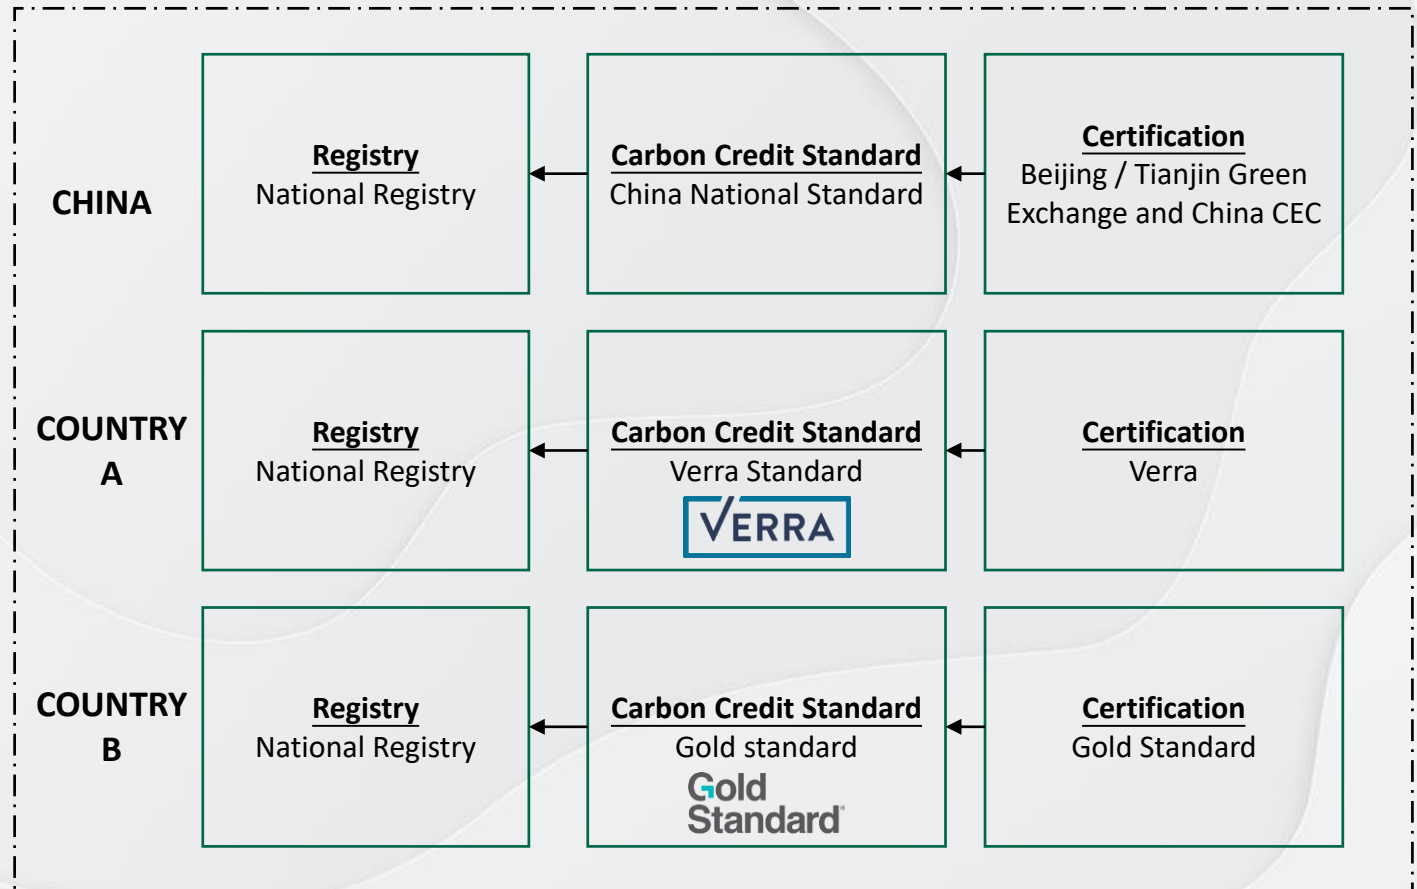 CHINA
Registry
National Registry
Carbon Credit Standard
China National Standard
Certification
Beijing / Tianjin Green
Exchange and China CEC
COUNTRY
A
Registry
National Registry
Carbon Credit Standard
Verra Standard
VERRA
Certification
Verra
COUNTRY
B
Registry
National Registry
Carbon Credit Standard
Gold standard
Gold
Standard
Certification
Gold Standard